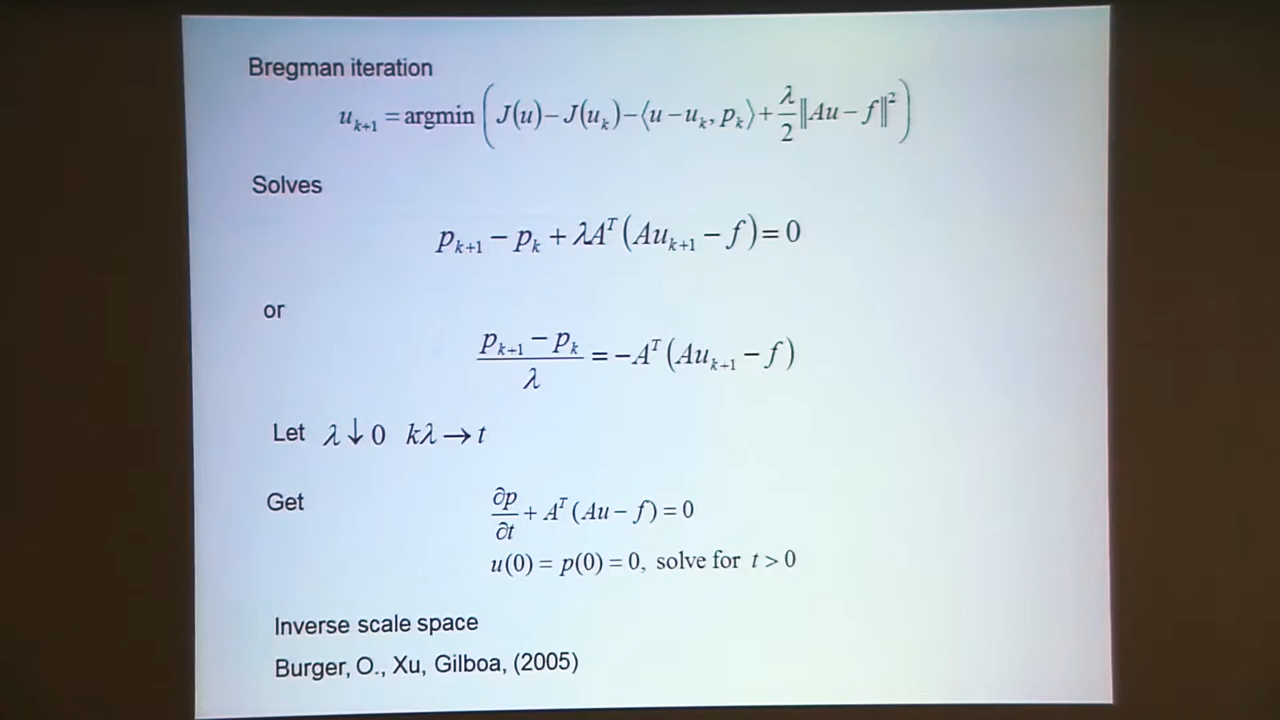 Bregman iteration
u_{k+1} = argmin ( J(u) − J(u_k) − ⟨u − u_k, p_k⟩ + λ/2 ‖Au − f‖² )
Solves
p_{k+1} − p_k + λA^T (Au_{k+1} − f) = 0
or
(p_{k+1} − p_k)/λ = −A^T (Au_{k+1} − f)
Let λ↓0 kλ→t
Get
∂p/∂t + A^T (Au − f) = 0
u(0) = p(0) = 0, solve for t > 0
Inverse scale space
Burger, O., Xu, Gilboa, (2005)